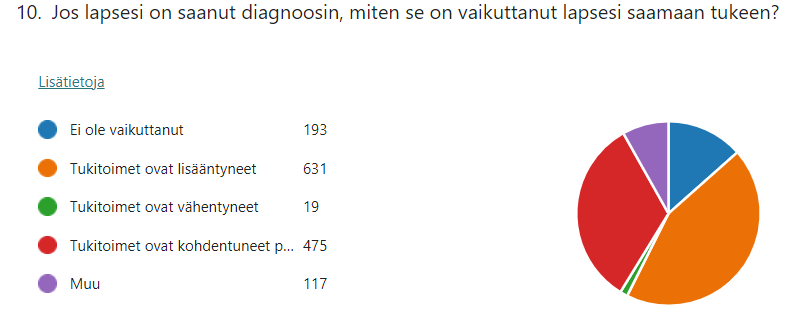 10. Jos lapsesi on saanut diagnoosin, miten se on vaikuttanut lapsesi saamaan tukeen?
Lisätietoja
Ei ole vaikuttanut 193
Tukitoimet ovat lisääntyneet 631
Tukitoimet ovat vähentyneet 19
Tukitoimet ovat kohdentuneet p... 475
Muu 117